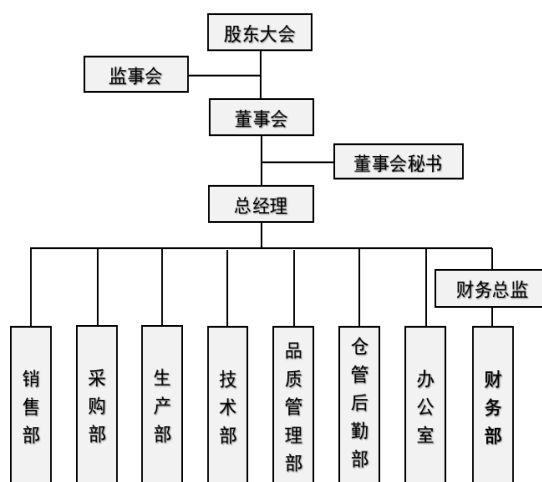 股东大会
监事会
董事会
董事会秘书
总经理
财务总监
销售部
采购部
生产部
技术部
品质管理部
仓管后勤部
办公室
财务部